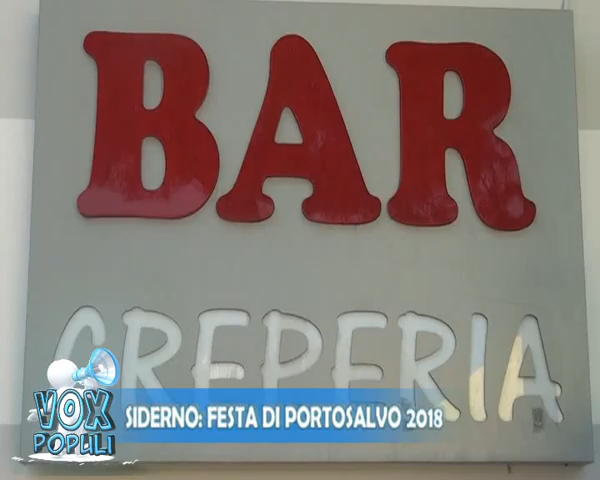 BAR
CREPERIA
VOX
POPULI
SIDERNO: FESTA DI PORTOSALVO 2018